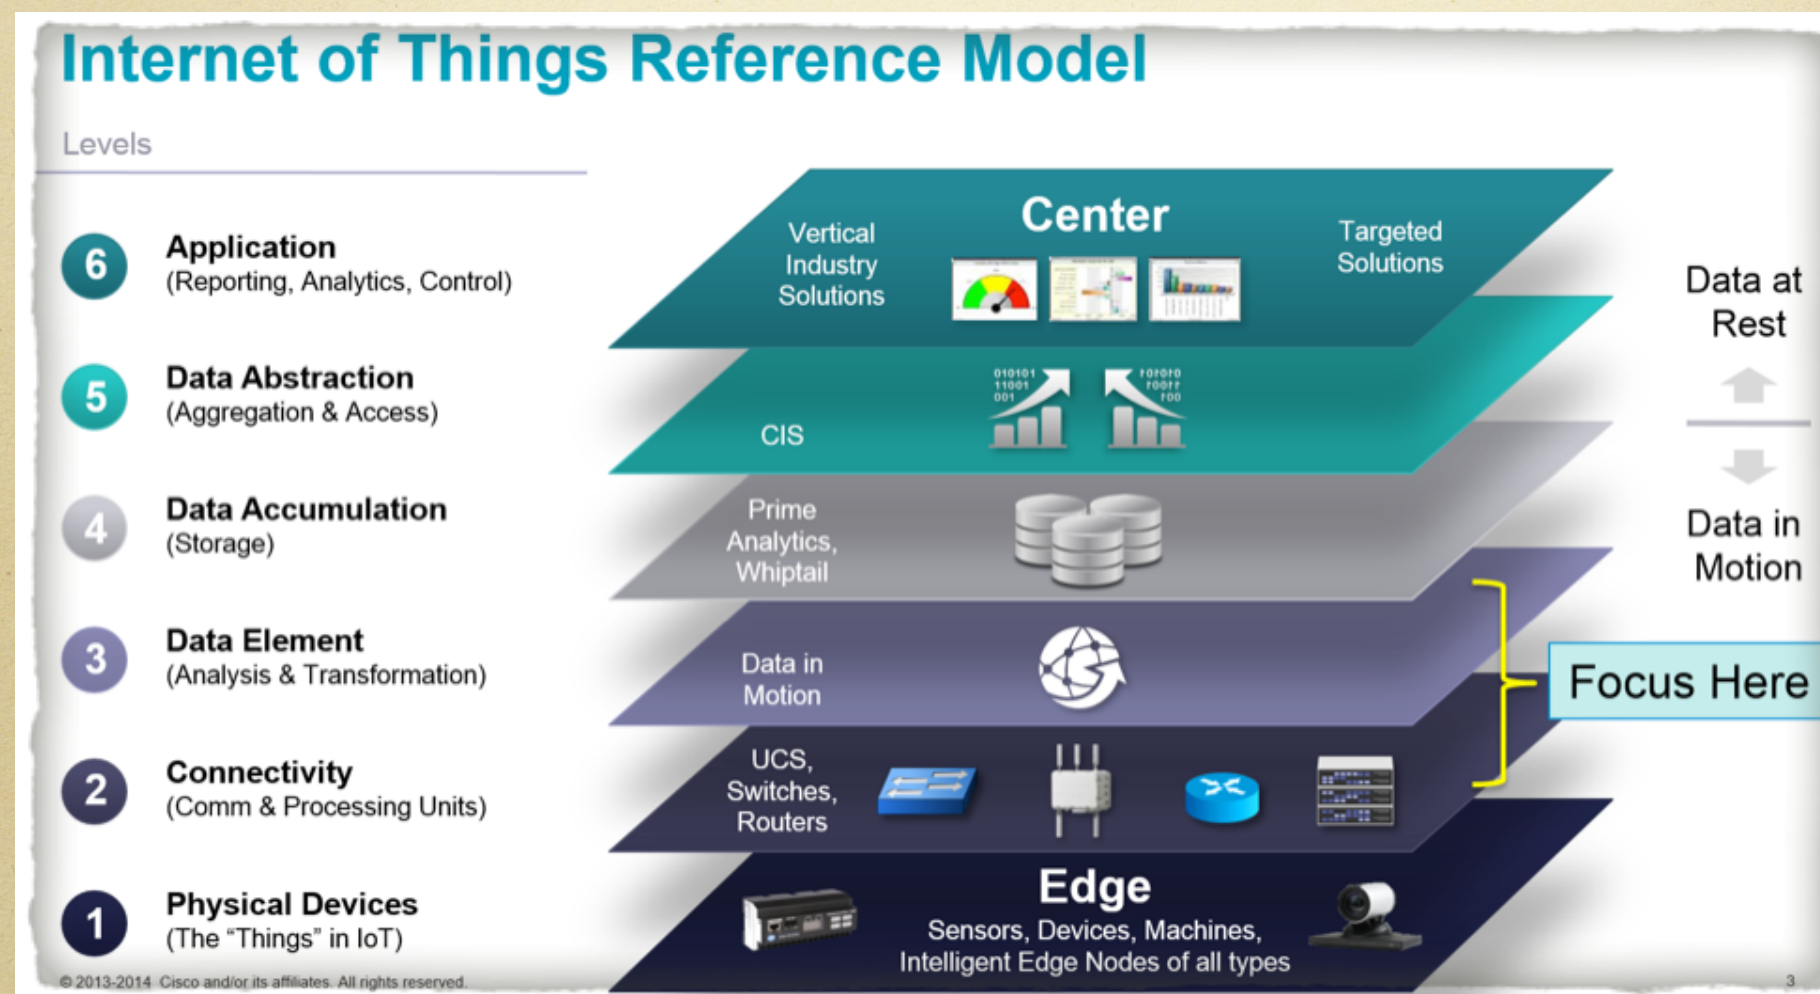 Internet of Things Reference Model
Levels
6
Application
(Reporting, Analytics, Control)
5
Data Abstraction
(Aggregation & Access)
4
Data Accumulation
(Storage)
3
Data Element
(Analysis & Transformation)
2
Connectivity
(Comm & Processing Units)
1
Physical Devices
(The “Things” in IoT)
Center
Vertical
Industry
Solutions
Targeted
Solutions
CIS
010101
11001
001
Prime
Analytics,
Whiptail
Data in
Motion
UCS,
Switches,
Routers
Edge
Sensors, Devices, Machines,
Intelligent Edge Nodes of all types
Data at
Rest
Data in
Motion
Focus Here
© 2013-2014 Cisco and/or its affiliates. All rights reserved.
3